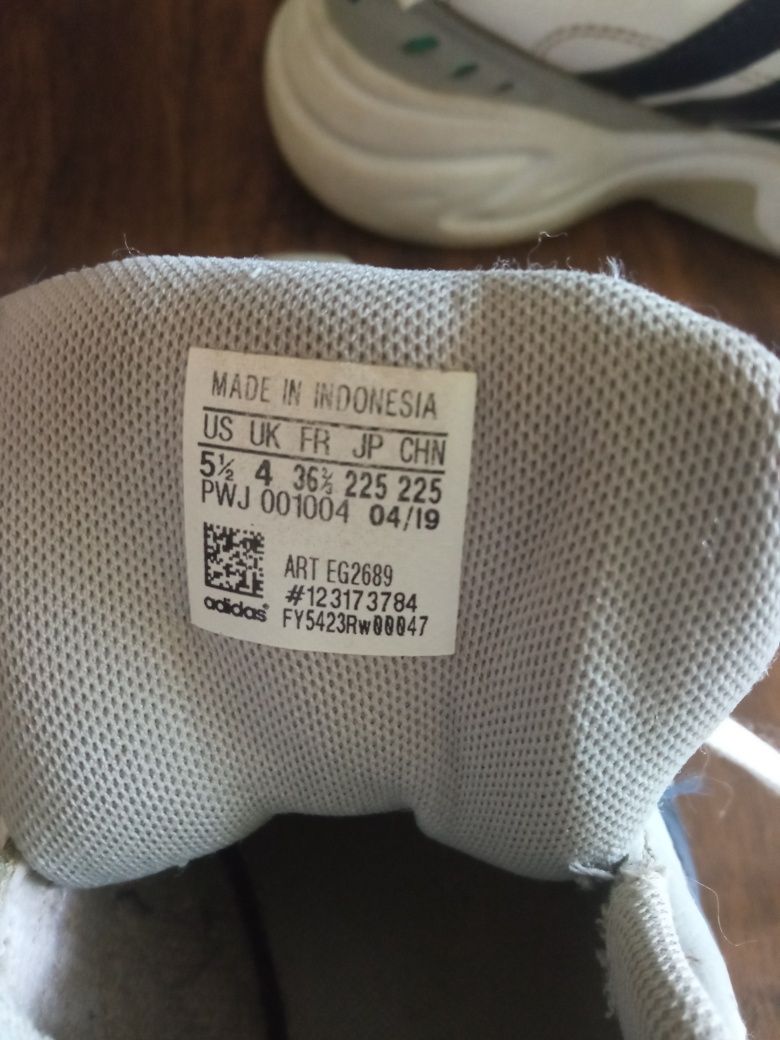 MADE IN INDONESIA
US UK FR JP CHN
5½ 4 36⅔ 225 225
PWJ 001004 04/19
ART EG2689
#123173784
adidas® FY5423RW00047